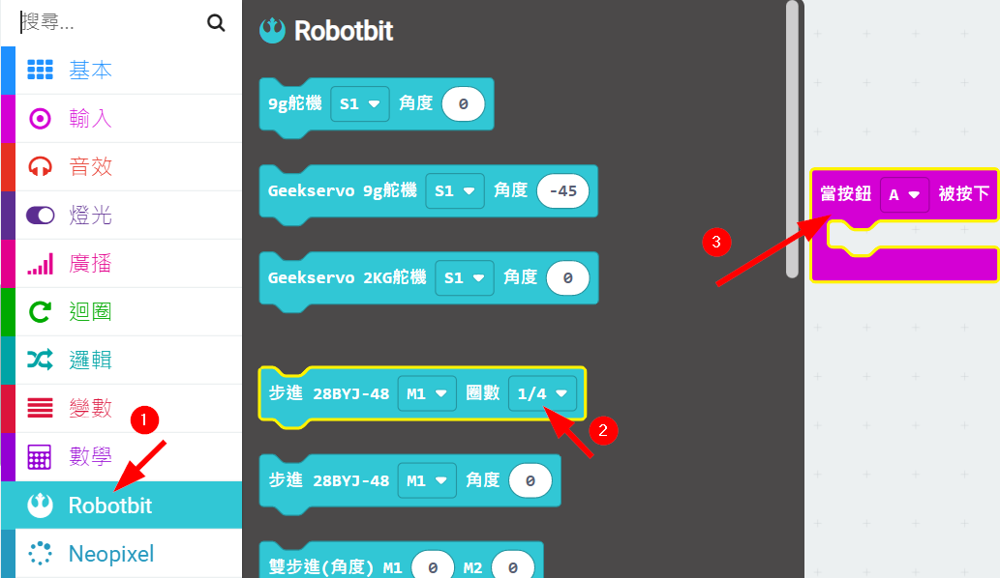 搜尋...
基本
輸入
音效
燈光
廣播
迴圈
邏輯
變數
數學
Robotbit
Neopixel
Robotbit
9g舵機 S1 角度 0
Geekservo 9g舵機 S1 角度 -45
Geekservo 2KG舵機 S1 角度 0
步進 28BYJ-48 M1 圈數 1/4
步進 28BYJ-48 M1 角度 0
雙步進(角度) M1 0 M2 0
當按鈕 A 被按下
1
2
3